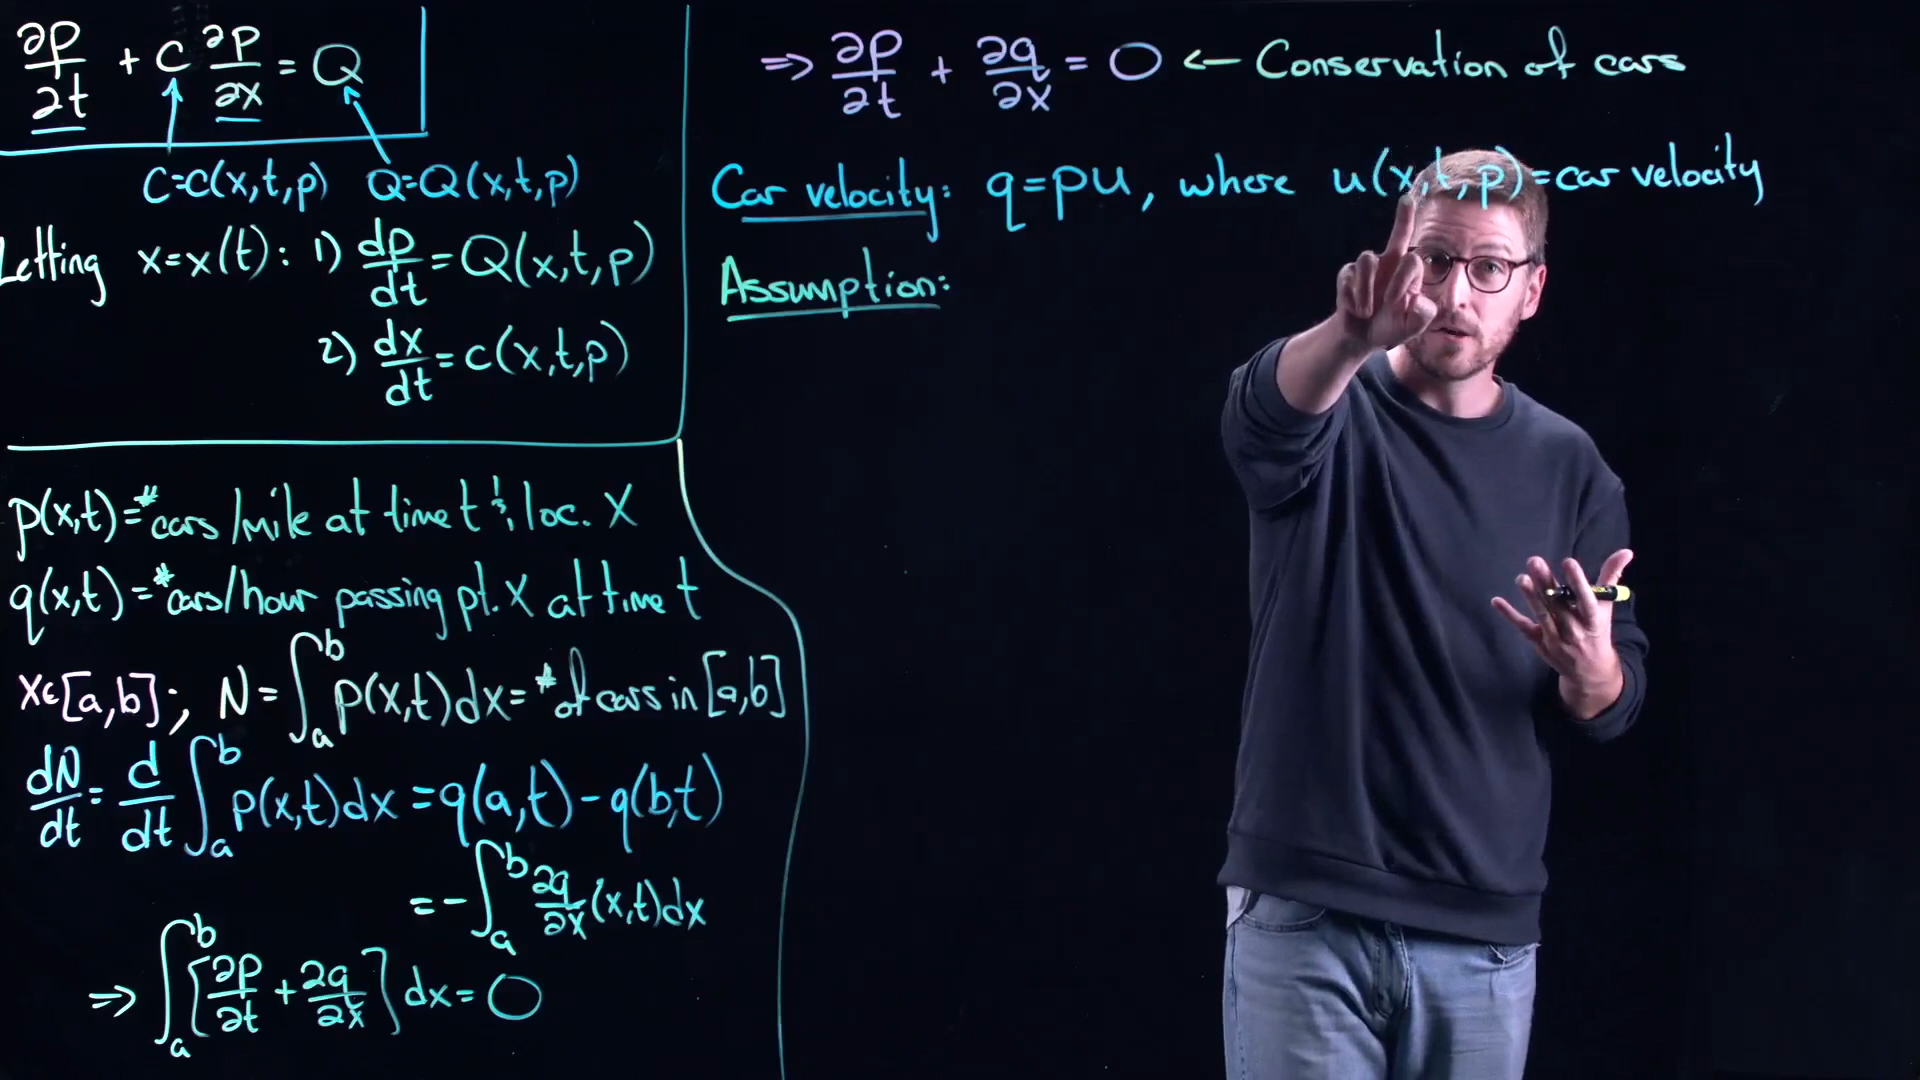 ∂p/∂t + c ∂p/∂x = Q
c=c(x,t,p) Q=Q(x,t,p)
Letting x=x(t): 1) dp/dt=Q(x,t,p)
2) dx/dt=c(x,t,p)
p(x,t)=# cars/mile at time t & loc. x
q(x,t)=# cars/hour passing pt. x at time t
x∈[a,b]; N=∫_a^b p(x,t)dx=# of cars in [a,b]
dN/dt=d/dt ∫_a^b p(x,t)dx=q(a,t)-q(b,t)
=-∫_a^b ∂q/∂x (x,t)dx
⇒ ∫_a^b [∂p/∂t+∂q/∂x] dx=0
⇒ ∂p/∂t + ∂q/∂x = 0 ← Conservation of cars
Car velocity: q=pu, where u(x,t,p)=car velocity
Assumption: